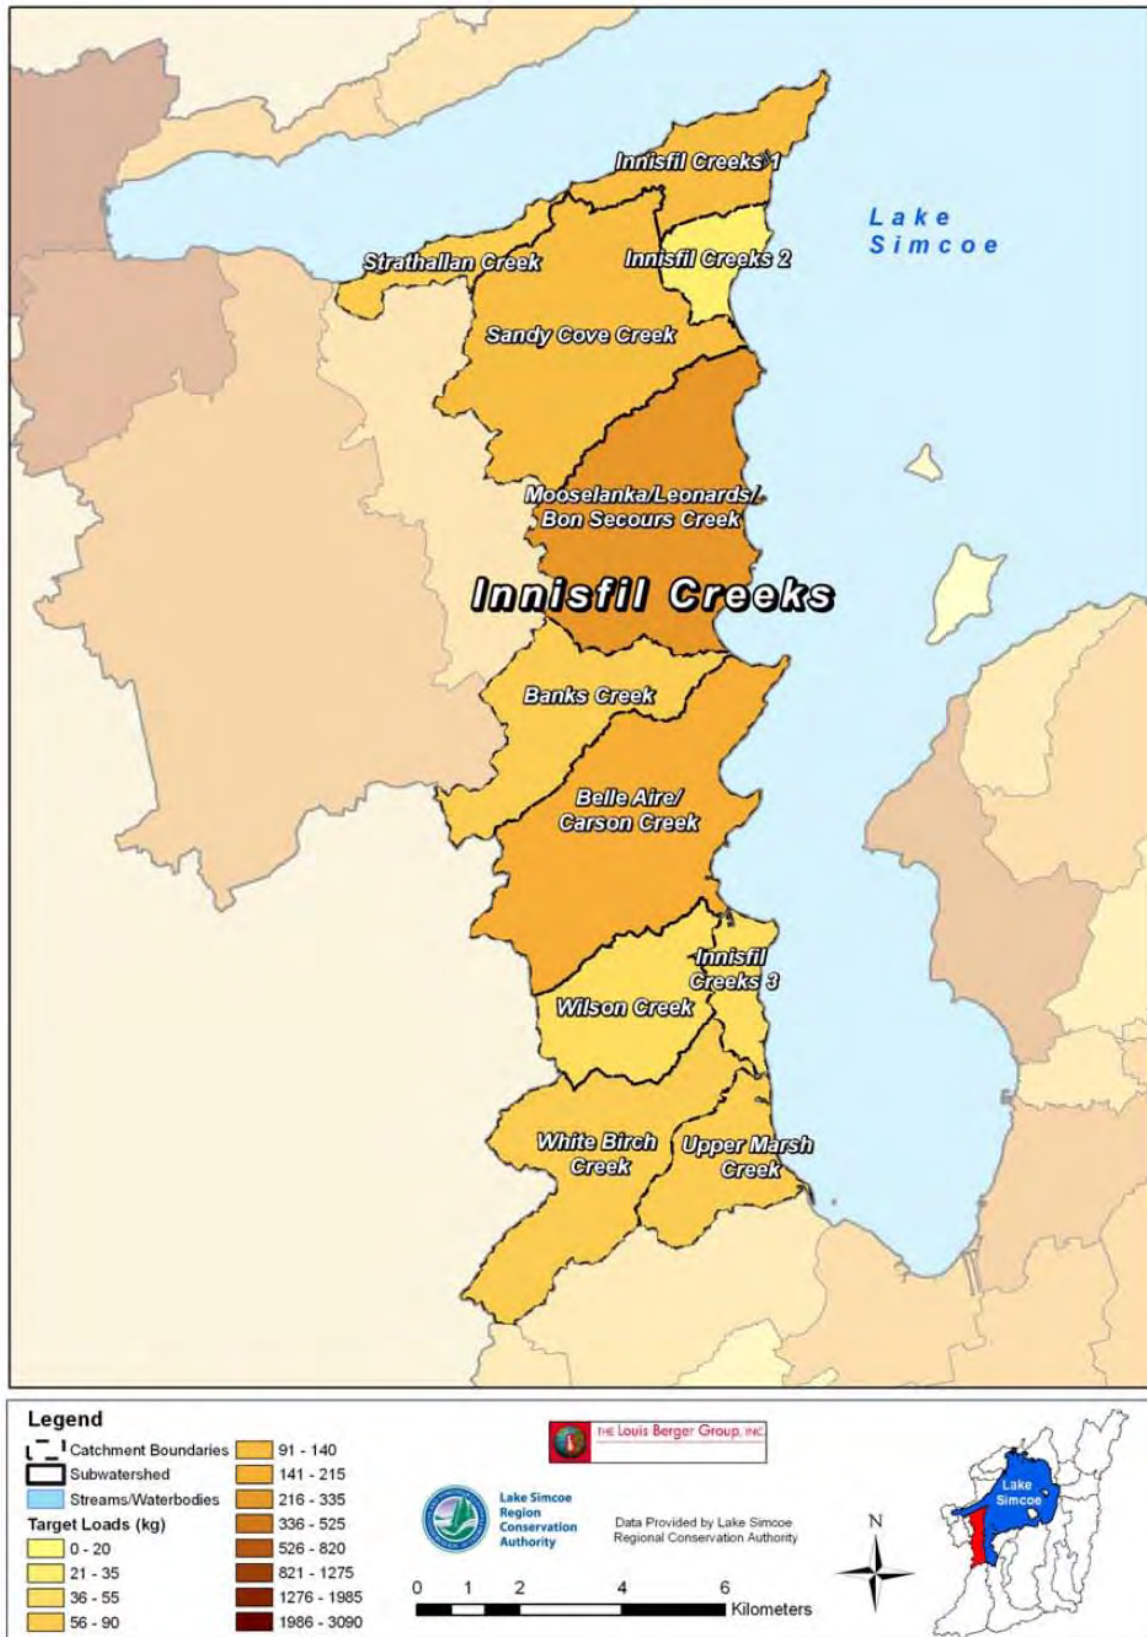 Innisfil Creeks 1
Lake
Simcoe
Strathallan Creek
Innisfil Creeks 2
Sandy Cove Creek
Mooselanka/Leonards/
Bon Secours Creek
Innisfil Creeks
Banks Creek
Belle Aire/
Carson Creek
Innisfil
Creeks 3
Wilson Creek
White Birch
Creek
Upper Marsh
Creek
Legend
Catchment Boundaries
Subwatershed
Streams/Waterbodies
Target Loads (kg)
0 - 20
21 - 35
36 - 55
56 - 90
91 - 140
141 - 215
216 - 335
336 - 525
526 - 820
821 - 1275
1276 - 1985
1986 - 3090
THE Louis Berger Group, INC.
Lake Simcoe
Region
Conservation
Authority
Data Provided by Lake Simcoe
Regional Conservation Authority
0 1 2 4 6
Kilometers
N
Lake
Simcoe